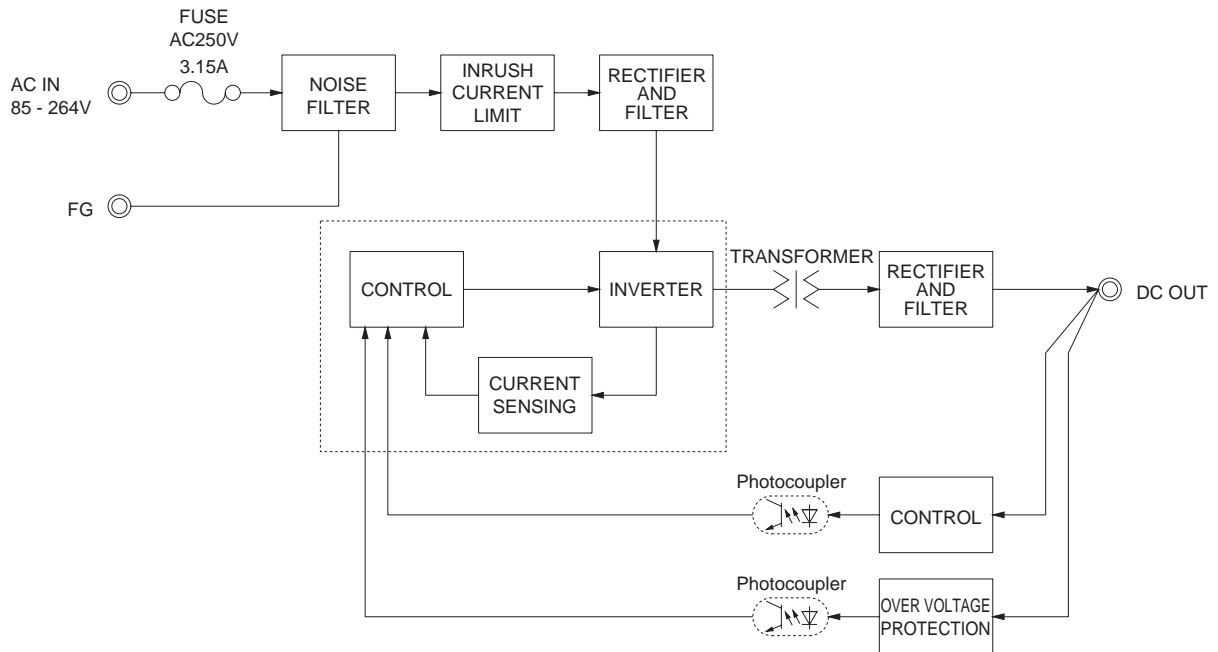 FUSE
AC250V
3.15A
AC IN
85 - 264V
NOISE
FILTER
INRUSH
CURRENT
LIMIT
RECTIFIER
AND
FILTER
FG
CONTROL
INVERTER
TRANSFORMER
RECTIFIER
AND
FILTER
DC OUT
CURRENT
SENSING
Photocoupler
CONTROL
Photocoupler
OVER VOLTAGE
PROTECTION